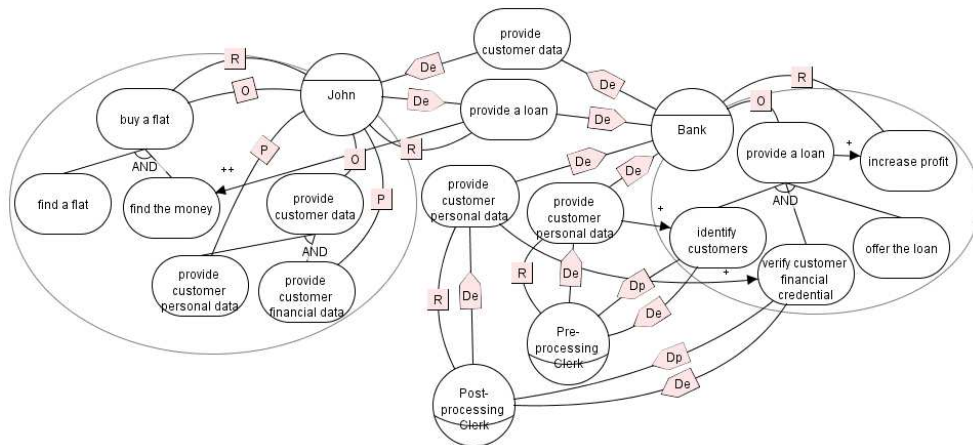 provide
customer data
De
De
R
R
O
John
De
provide a loan
De
O
buy a flat
Bank
P
R
O
De
provide a loan
+
increase profit
AND
++
P
De
AND
find a flat
find the money
provide
customer data
provide
customer
personal data
provide
customer
personal data
+
identify
customers
offer the loan
AND
verify customer
financial
credential
+
provide
customer
personal data
provide
customer
financial data
R
De
R
De
Dp
De
Pre-
processing
Clerk
Dp
De
Post-
processing
Clerk